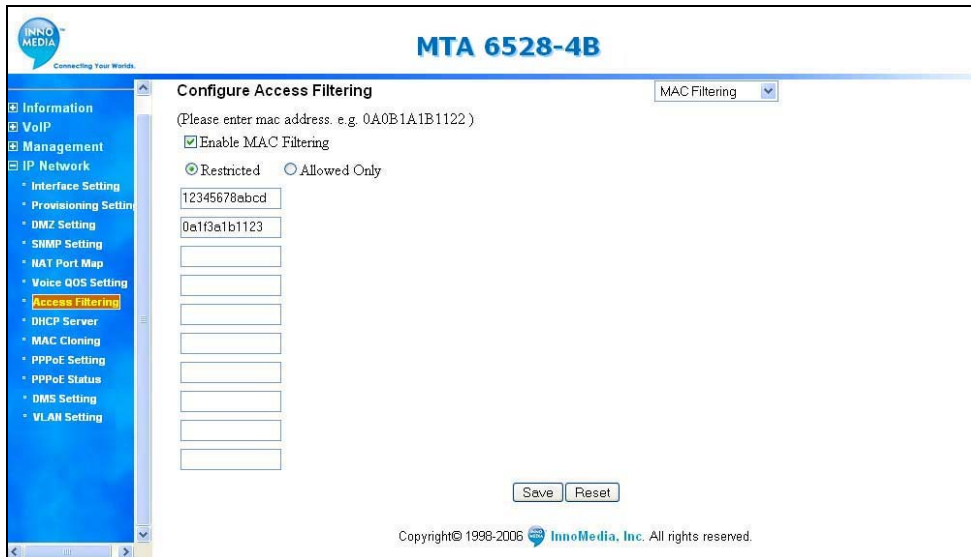 INNO
MEDIA
™
Connecting Your Worlds.
MTA 6528-4B
Information
VoIP
Management
IP Network
Interface Setting
Provisioning Setting
DMZ Setting
SNMP Setting
NAT Port Map
Voice QOS Setting
Access Filtering
DHCP Server
MAC Cloning
PPPoE Setting
PPPoE Status
DMS Setting
VLAN Setting
Configure Access Filtering
MAC Filtering
(Please enter mac address. e.g. 0A0B1A1B1122 )
Enable MAC Filtering
Restricted Allowed Only
12345678abcd
0a1f3a1b1123
Save Reset
Copyright© 1998-2006 InnoMedia, Inc. All rights reserved.